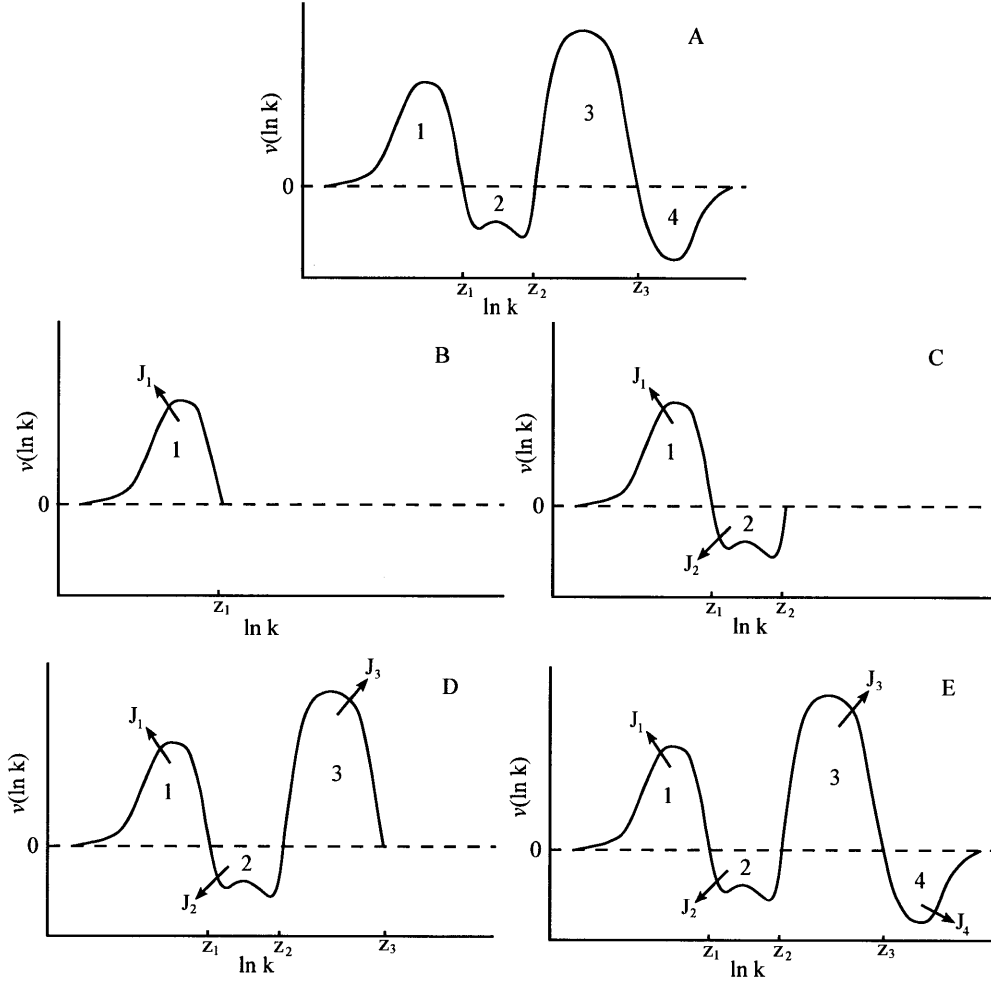 A
ν(ln k)
1
3
0
2
4
z₁ z₂ z₃
ln k
B
J₁
ν(ln k)
1
0
z₁
ln k
C
J₁
ν(ln k)
1
0
2
J₂
z₁ z₂
ln k
D
J₃
J₁
ν(ln k)
1
3
0
2
J₂
z₁ z₂ z₃
ln k
E
J₃
J₁
ν(ln k)
1
3
0
2
4
J₂
J₄
z₁ z₂ z₃
ln k